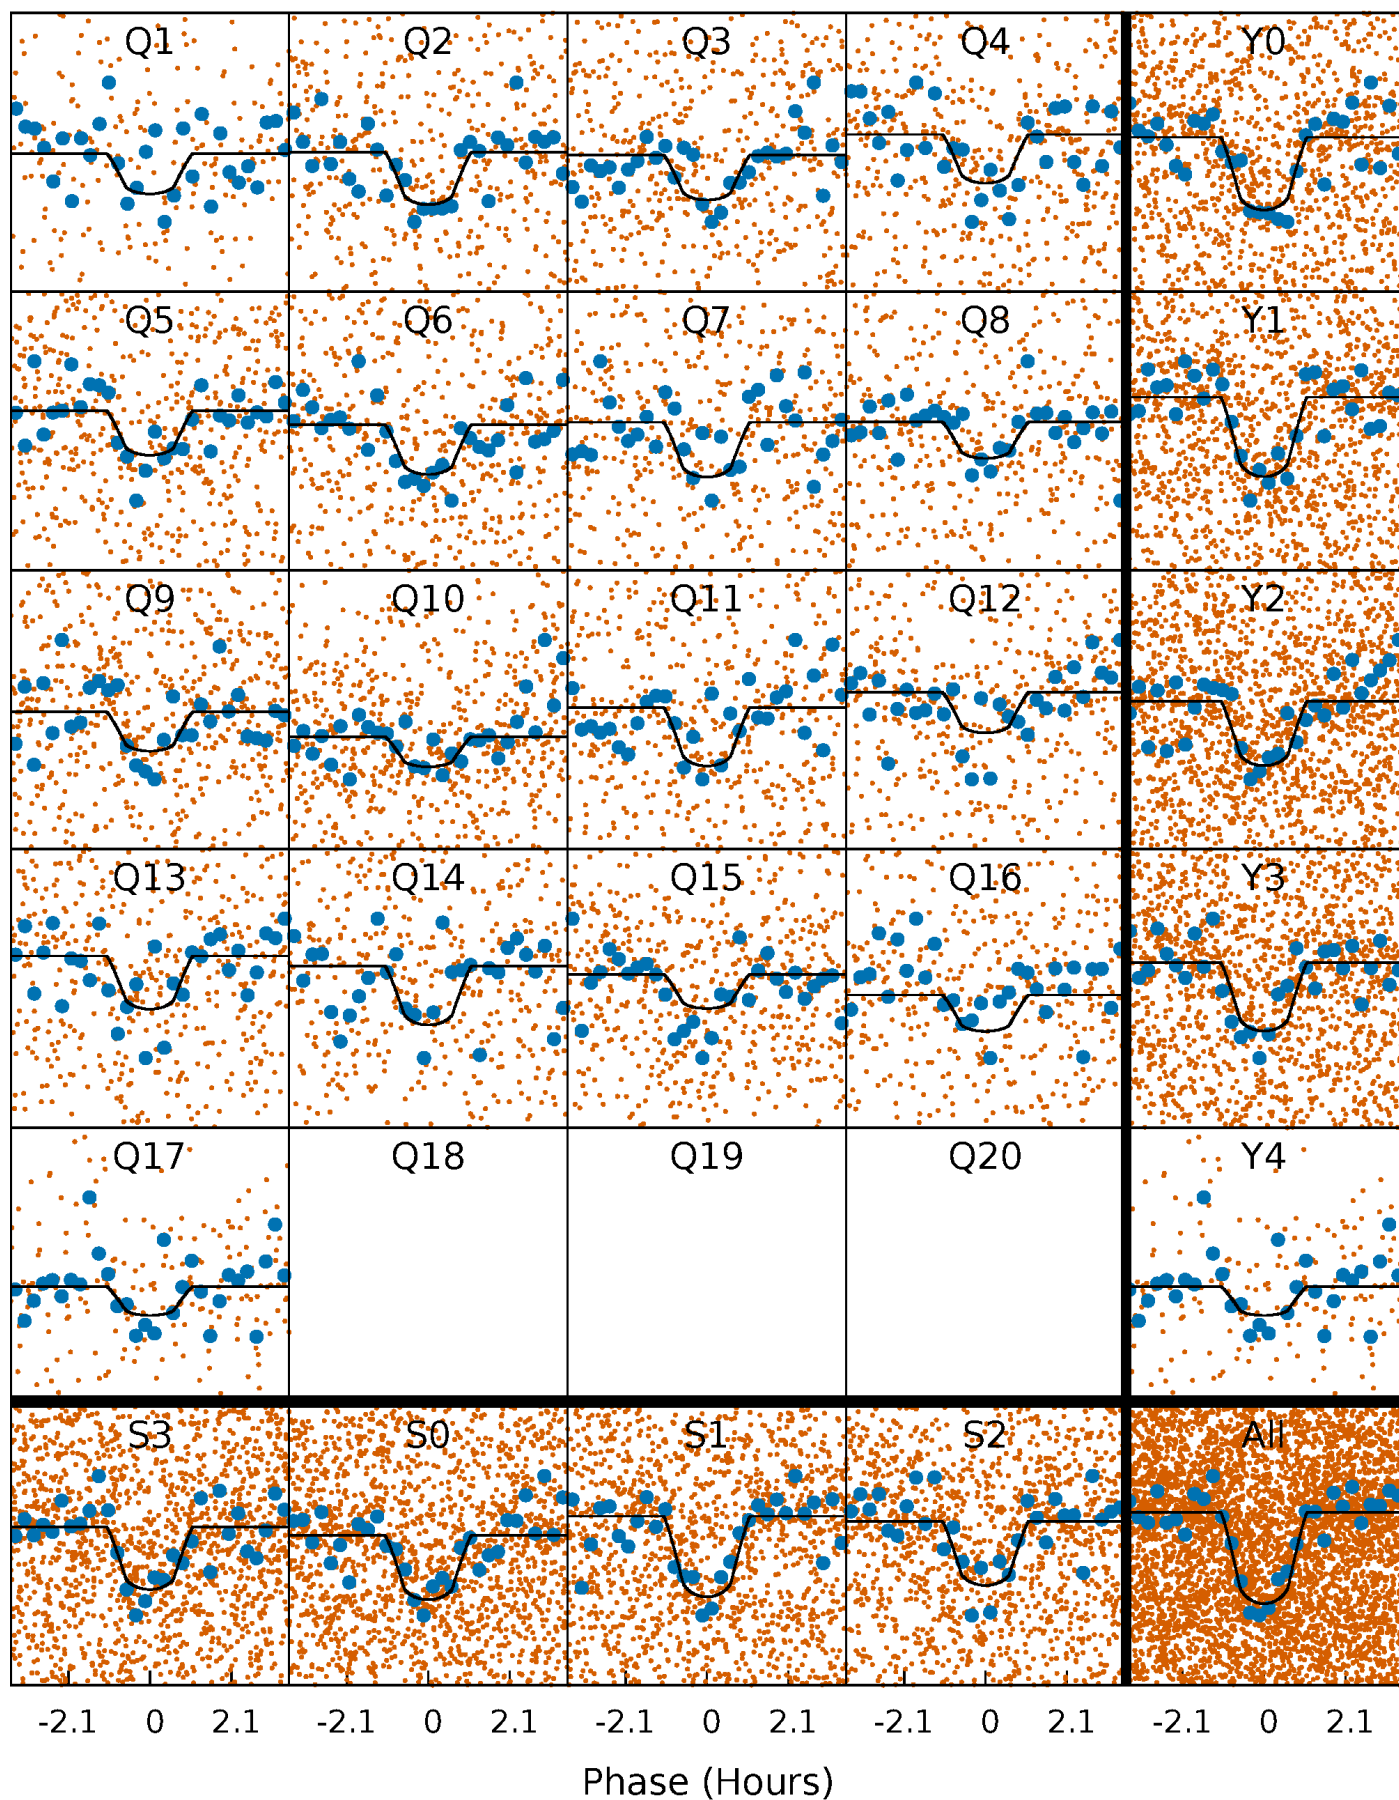 Q1 Q2 Q3 Q4 Y0
Q5 Q6 Q7 Q8 Y1
Q9 Q10 Q11 Q12 Y2
Q13 Q14 Q15 Q16 Y3
Q17 Q18 Q19 Q20 Y4
S3 S0 S1 S2 All
-2.1 0 2.1 -2.1 0 2.1 -2.1 0 2.1 -2.1 0 2.1 -2.1 0 2.1
Phase (Hours)